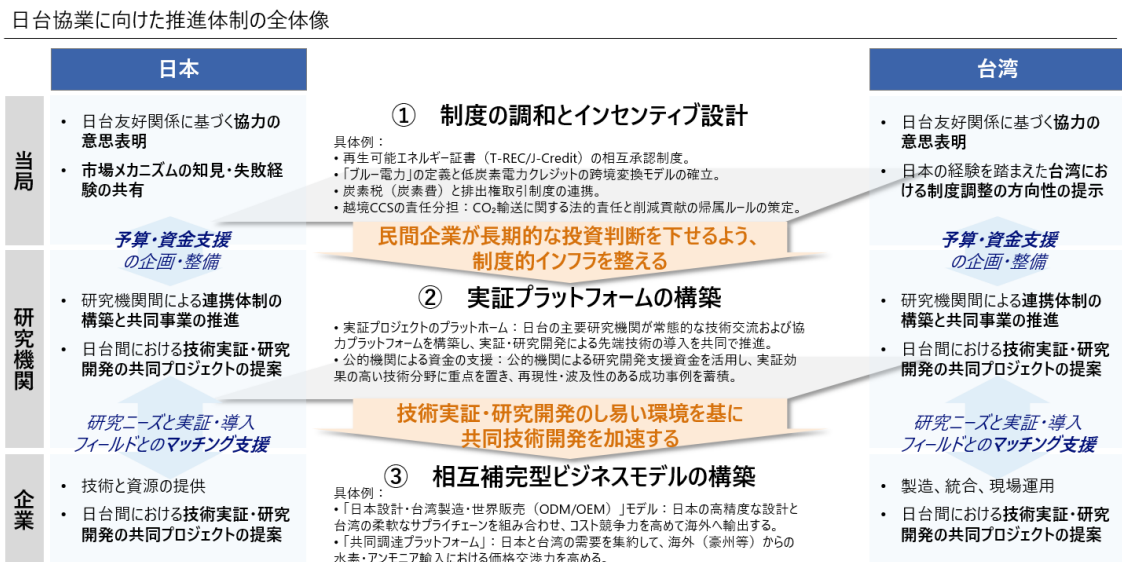 日台協業に向けた推進体制の全体像
日本
台湾
当局
• 日台友好関係に基づく協力の
意思表明
• 市場メカニズムの知見・失敗経
験の共有
① 制度の調和とインセンティブ設計
具体例：
• 再生可能エネルギー証書（T-REC/J-Credit）の相互承認制度。
• 「ブルー電力」の定義と低炭素電力クレジットの跨境変換モデルの確立。
• 炭素税（炭素費）と排出権取引制度の連携。
• 越境CCSの責任分担：CO₂輸送に関する法的責任と削減貢献の帰属ルールの策定。
• 日台友好関係に基づく協力の
意思表明
• 日本の経験を踏まえた台湾にお
ける制度調整の方向性の提示
予算・資金支援
の企画・整備
民間企業が長期的な投資判断を下せるよう、
制度的インフラを整える
予算・資金支援
の企画・整備
研究機関
• 研究機関間による連携体制の
構築と共同事業の推進
• 日台間における技術実証・研究
開発の共同プロジェクトの提案
② 実証プラットフォームの構築
• 実証プロジェクトのプラットホーム：日台の主要研究機関が常態的な技術交流および協
力プラットフォームを構築し、実証・研究開発による先端技術の導入を共同で推進。
• 公的機関による資金の支援：公的機関による研究開発支援資金を活用し、実証効
果の高い技術分野に重点を置き、再現性・波及性のある成功事例を蓄積。
• 研究機関間による連携体制の
構築と共同事業の推進
• 日台間における技術実証・研究
開発の共同プロジェクトの提案
研究ニーズと実証・導入
フィールドとのマッチング支援
技術実証・研究開発のし易い環境を基に
共同技術開発を加速する
研究ニーズと実証・導入
フィールドとのマッチング支援
企業
• 技術と資源の提供
• 日台間における技術実証・研究
開発の共同プロジェクトの提案
③ 相互補完型ビジネスモデルの構築
具体例：
• 「日本設計・台湾製造・世界販売（ODM/OEM）」モデル：日本の高精度な設計と
台湾の柔軟なサプライチェーンを組み合わせ、コスト競争力を高めて海外へ輸出する。
• 「共同調達プラットフォーム」：日本と台湾の需要を集約して、海外（豪州等）からの
水素・アンモニア輸入における価格交渉力を高める。
• 製造、統合、現場運用
• 日台間における技術実証・研究
開発の共同プロジェクトの提案